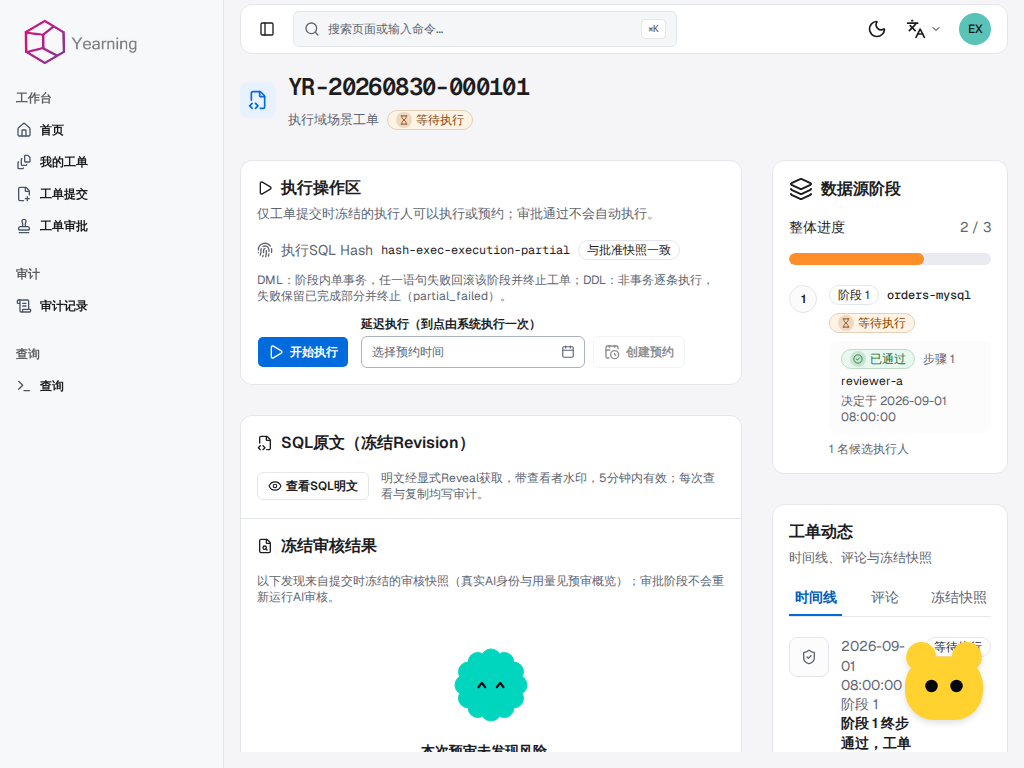 Yearning
工作台
首页
我的工单
工单提交
工单审批
审计
审计记录
查询
查询
搜索页面或输入命令...
⌘K
EX
YR-20260830-000101
执行域场景工单
等待执行
执行操作区
仅工单提交时冻结的执行人可以执行或预约；审批通过不会自动执行。
执行SQL Hash hash-exec-execution-partial 与批准快照一致
DML：阶段内单事务，任一语句失败回滚该阶段并终止工单；DDL：非事务逐条执行，
失败保留已完成部分并终止（partial_failed）。
延迟执行（到点由系统执行一次）
开始执行
选择预约时间
创建预约
SQL原文（冻结Revision）
查看SQL明文
明文经显式Reveal获取，带查看者水印，5分钟内有效；每次查
看与复制均写审计。
冻结审核结果
以下发现来自提交时冻结的审核快照（真实AI身份与用量见预审概览）；审批阶段不会重
新运行AI审核。
本次预审未发现风险
数据源阶段
整体进度 2 / 3
1
阶段 1 orders-mysql
等待执行
已通过 步骤 1
reviewer-a
决定于 2026-09-01
08:00:00
1 名候选执行人
工单动态
时间线、评论与冻结快照
时间线 评论 冻结快照
2026-09-
01
08:00:00
等待执行
阶段 1
阶段 1 终步
通过，工单